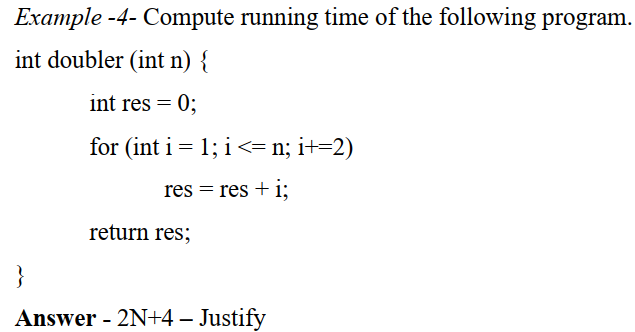 Example -4- Compute running time of the following program.
int doubler (int n) {
int res = 0;
for (int i = 1; i <= n; i+=2)
res = res + i;
return res;
}
Answer - 2N+4 – Justify